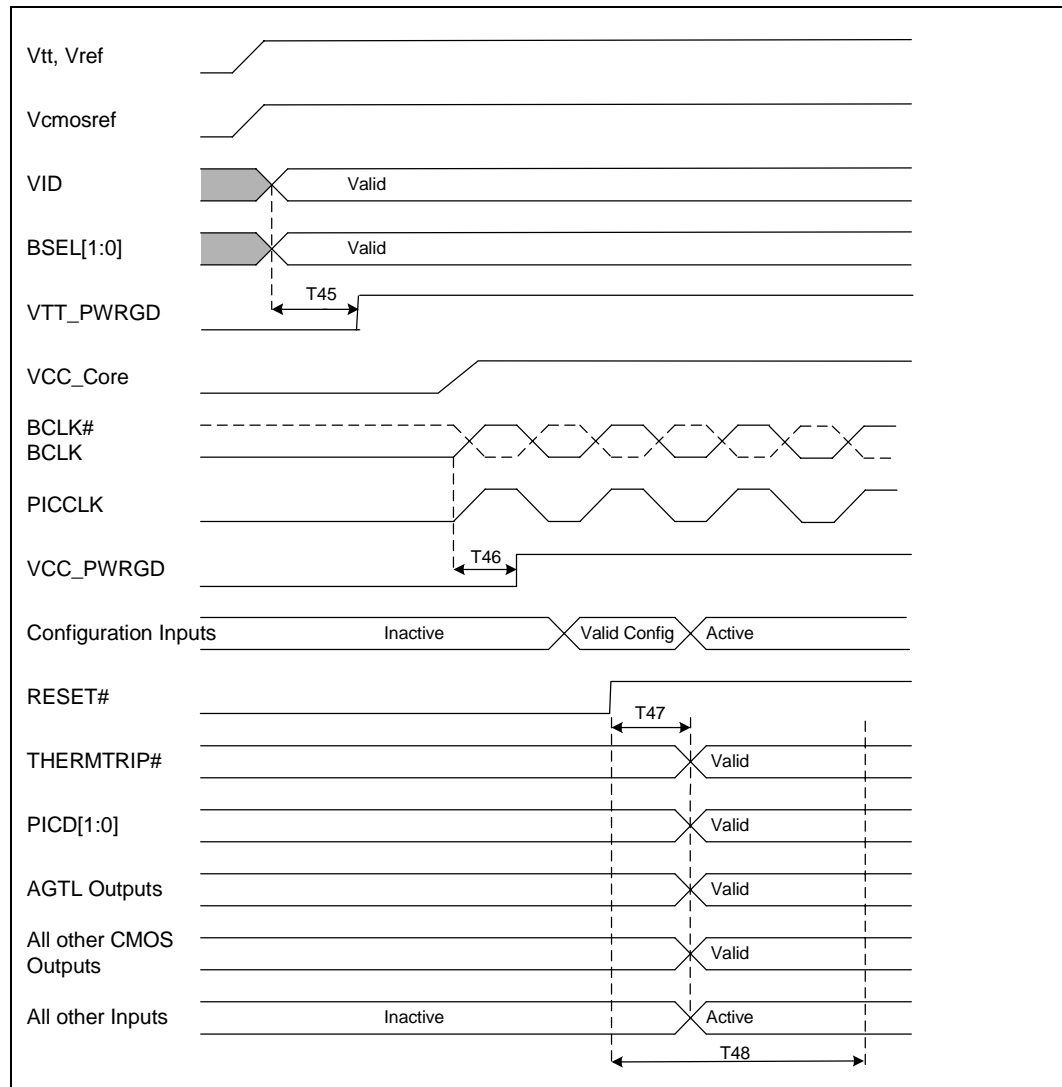 Vtt, Vref
Vcmosref
VID
Valid
BSEL[1:0]
Valid
T45
VTT_PWRGD
VCC_Core
BCLK#
BCLK
PICCLK
T46
VCC_PWRGD
Configuration Inputs
Inactive
Valid Config
Active
RESET#
T47
THERMTRIP#
Valid
PICD[1:0]
Valid
AGTL Outputs
Valid
All other CMOS
Outputs
Valid
All other Inputs
Inactive
Active
T48